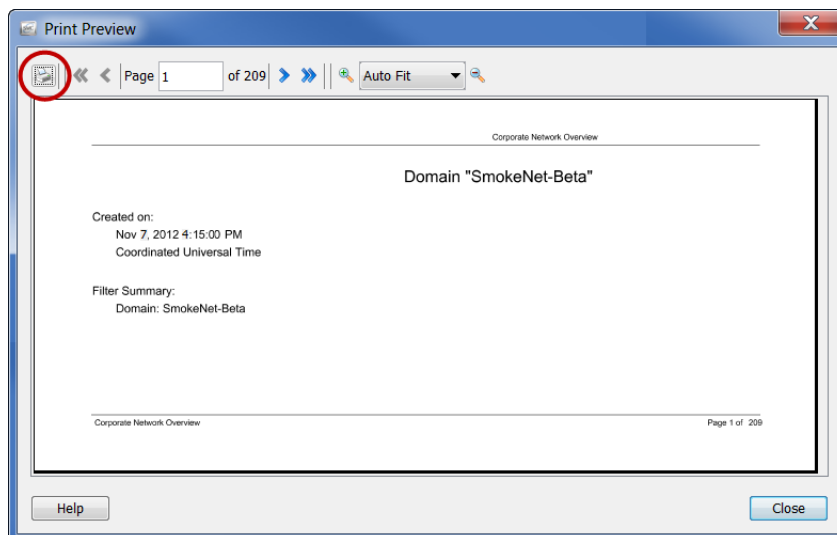 Print Preview
Page 1 of 209 Auto Fit
Corporate Network Overview
Domain "SmokeNet-Beta"
Created on:
Nov 7, 2012 4:15:00 PM
Coordinated Universal Time
Filter Summary:
Domain: SmokeNet-Beta
Corporate Network Overview Page 1 of 209
Help Close